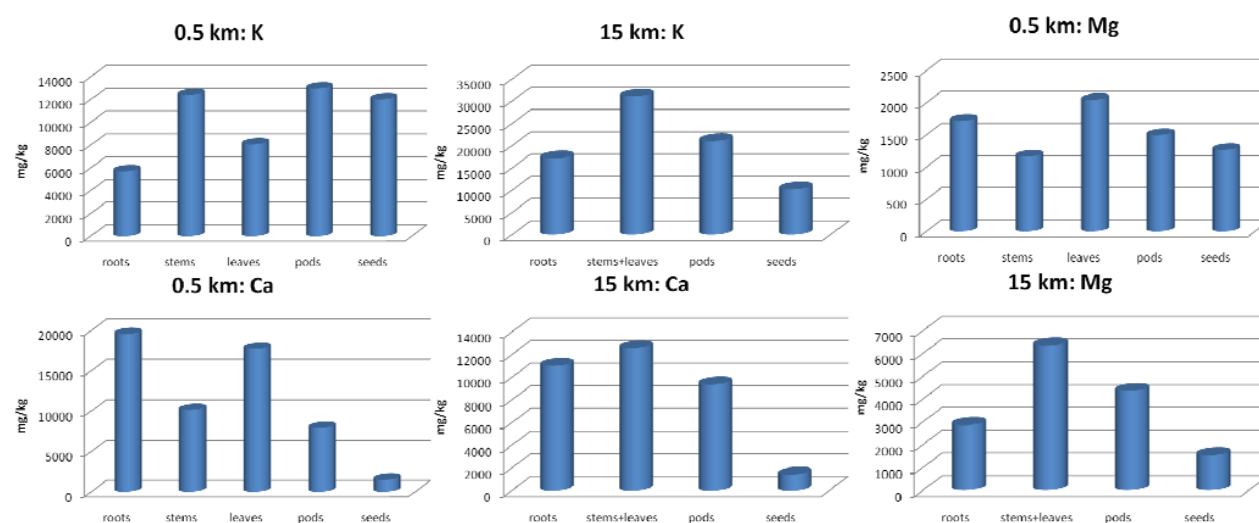 0.5 km: K
14000
12000
10000
8000
6000
4000
2000
0
mg/kg
roots stems leaves pods seeds
15 km: K
35000
30000
25000
20000
15000
10000
5000
0
mg/kg
roots stems+leaves pods seeds
0.5 km: Mg
2500
2000
1500
1000
500
0
mg/kg
roots stems leaves pods seeds
0.5 km: Ca
20000
15000
10000
5000
0
mg/kg
roots stems leaves pods seeds
15 km: Ca
14000
12000
10000
8000
6000
4000
2000
0
mg/kg
roots stems+leaves pods seeds
15 km: Mg
7000
6000
5000
4000
3000
2000
1000
0
mg/kg
roots stems+leaves pods seeds